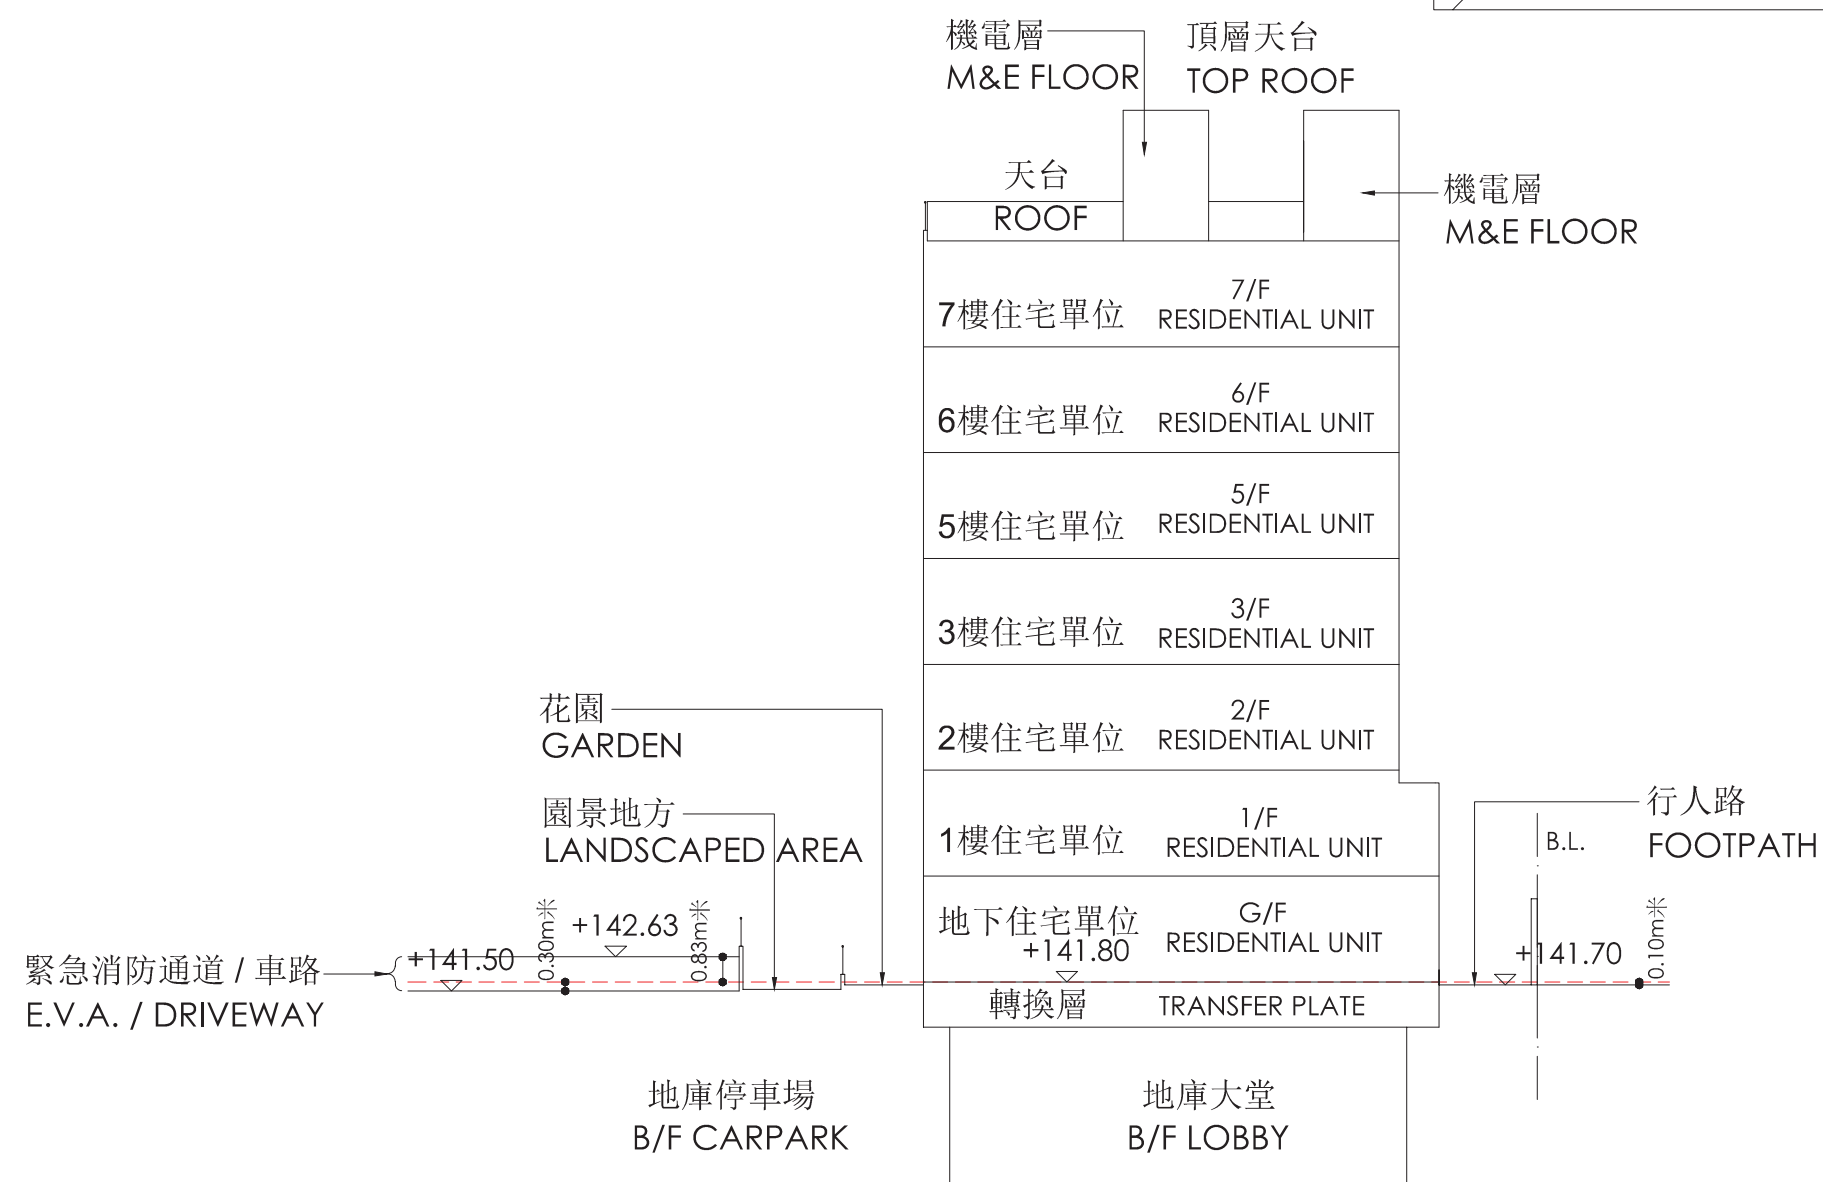 機電層
M&E FLOOR
頂層天台
TOP ROOF
天台
ROOF
機電層
M&E FLOOR
7樓住宅單位
7/F
RESIDENTIAL UNIT
6樓住宅單位
6/F
RESIDENTIAL UNIT
5樓住宅單位
5/F
RESIDENTIAL UNIT
3樓住宅單位
3/F
RESIDENTIAL UNIT
2樓住宅單位
2/F
RESIDENTIAL UNIT
花園
GARDEN
園景地方
LANDSCAPED AREA
1樓住宅單位
1/F
RESIDENTIAL UNIT
行人路
FOOTPATH
B.L.
地下住宅單位
G/F
RESIDENTIAL UNIT
+141.80
+142.63
0.83m米
0.30m米
+141.50
+141.70
0.10m米
緊急消防通道 / 車路
E.V.A. / DRIVEWAY
轉換層
TRANSFER PLATE
地庫停車場
B/F CARPARK
地庫大堂
B/F LOBBY